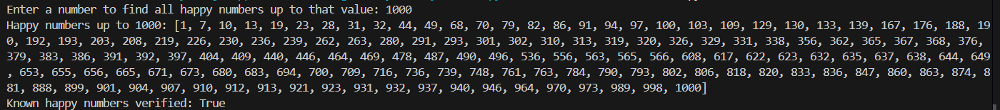 Enter a number to find all happy numbers up to that value: 1000
Happy numbers up to 1000: [1, 7, 10, 13, 19, 23, 28, 31, 32, 44, 49, 68, 70, 79, 82, 86, 91, 94, 97, 100, 103, 109, 129, 130, 133, 139, 167, 176, 188, 19
0, 192, 193, 203, 208, 219, 226, 230, 236, 239, 262, 263, 280, 291, 293, 301, 302, 310, 313, 319, 320, 326, 329, 331, 338, 356, 362, 365, 367, 368, 376,
379, 383, 386, 391, 392, 397, 404, 409, 440, 446, 464, 469, 478, 487, 490, 496, 536, 556, 563, 565, 566, 608, 617, 622, 623, 632, 635, 637, 638, 644, 649
, 653, 655, 656, 665, 671, 673, 680, 683, 694, 700, 709, 716, 736, 739, 748, 761, 763, 784, 790, 793, 802, 806, 818, 820, 833, 836, 847, 860, 863, 874, 8
81, 888, 899, 901, 904, 907, 910, 912, 913, 921, 923, 931, 932, 937, 940, 946, 964, 970, 973, 989, 998, 1000]
Known happy numbers verified: True